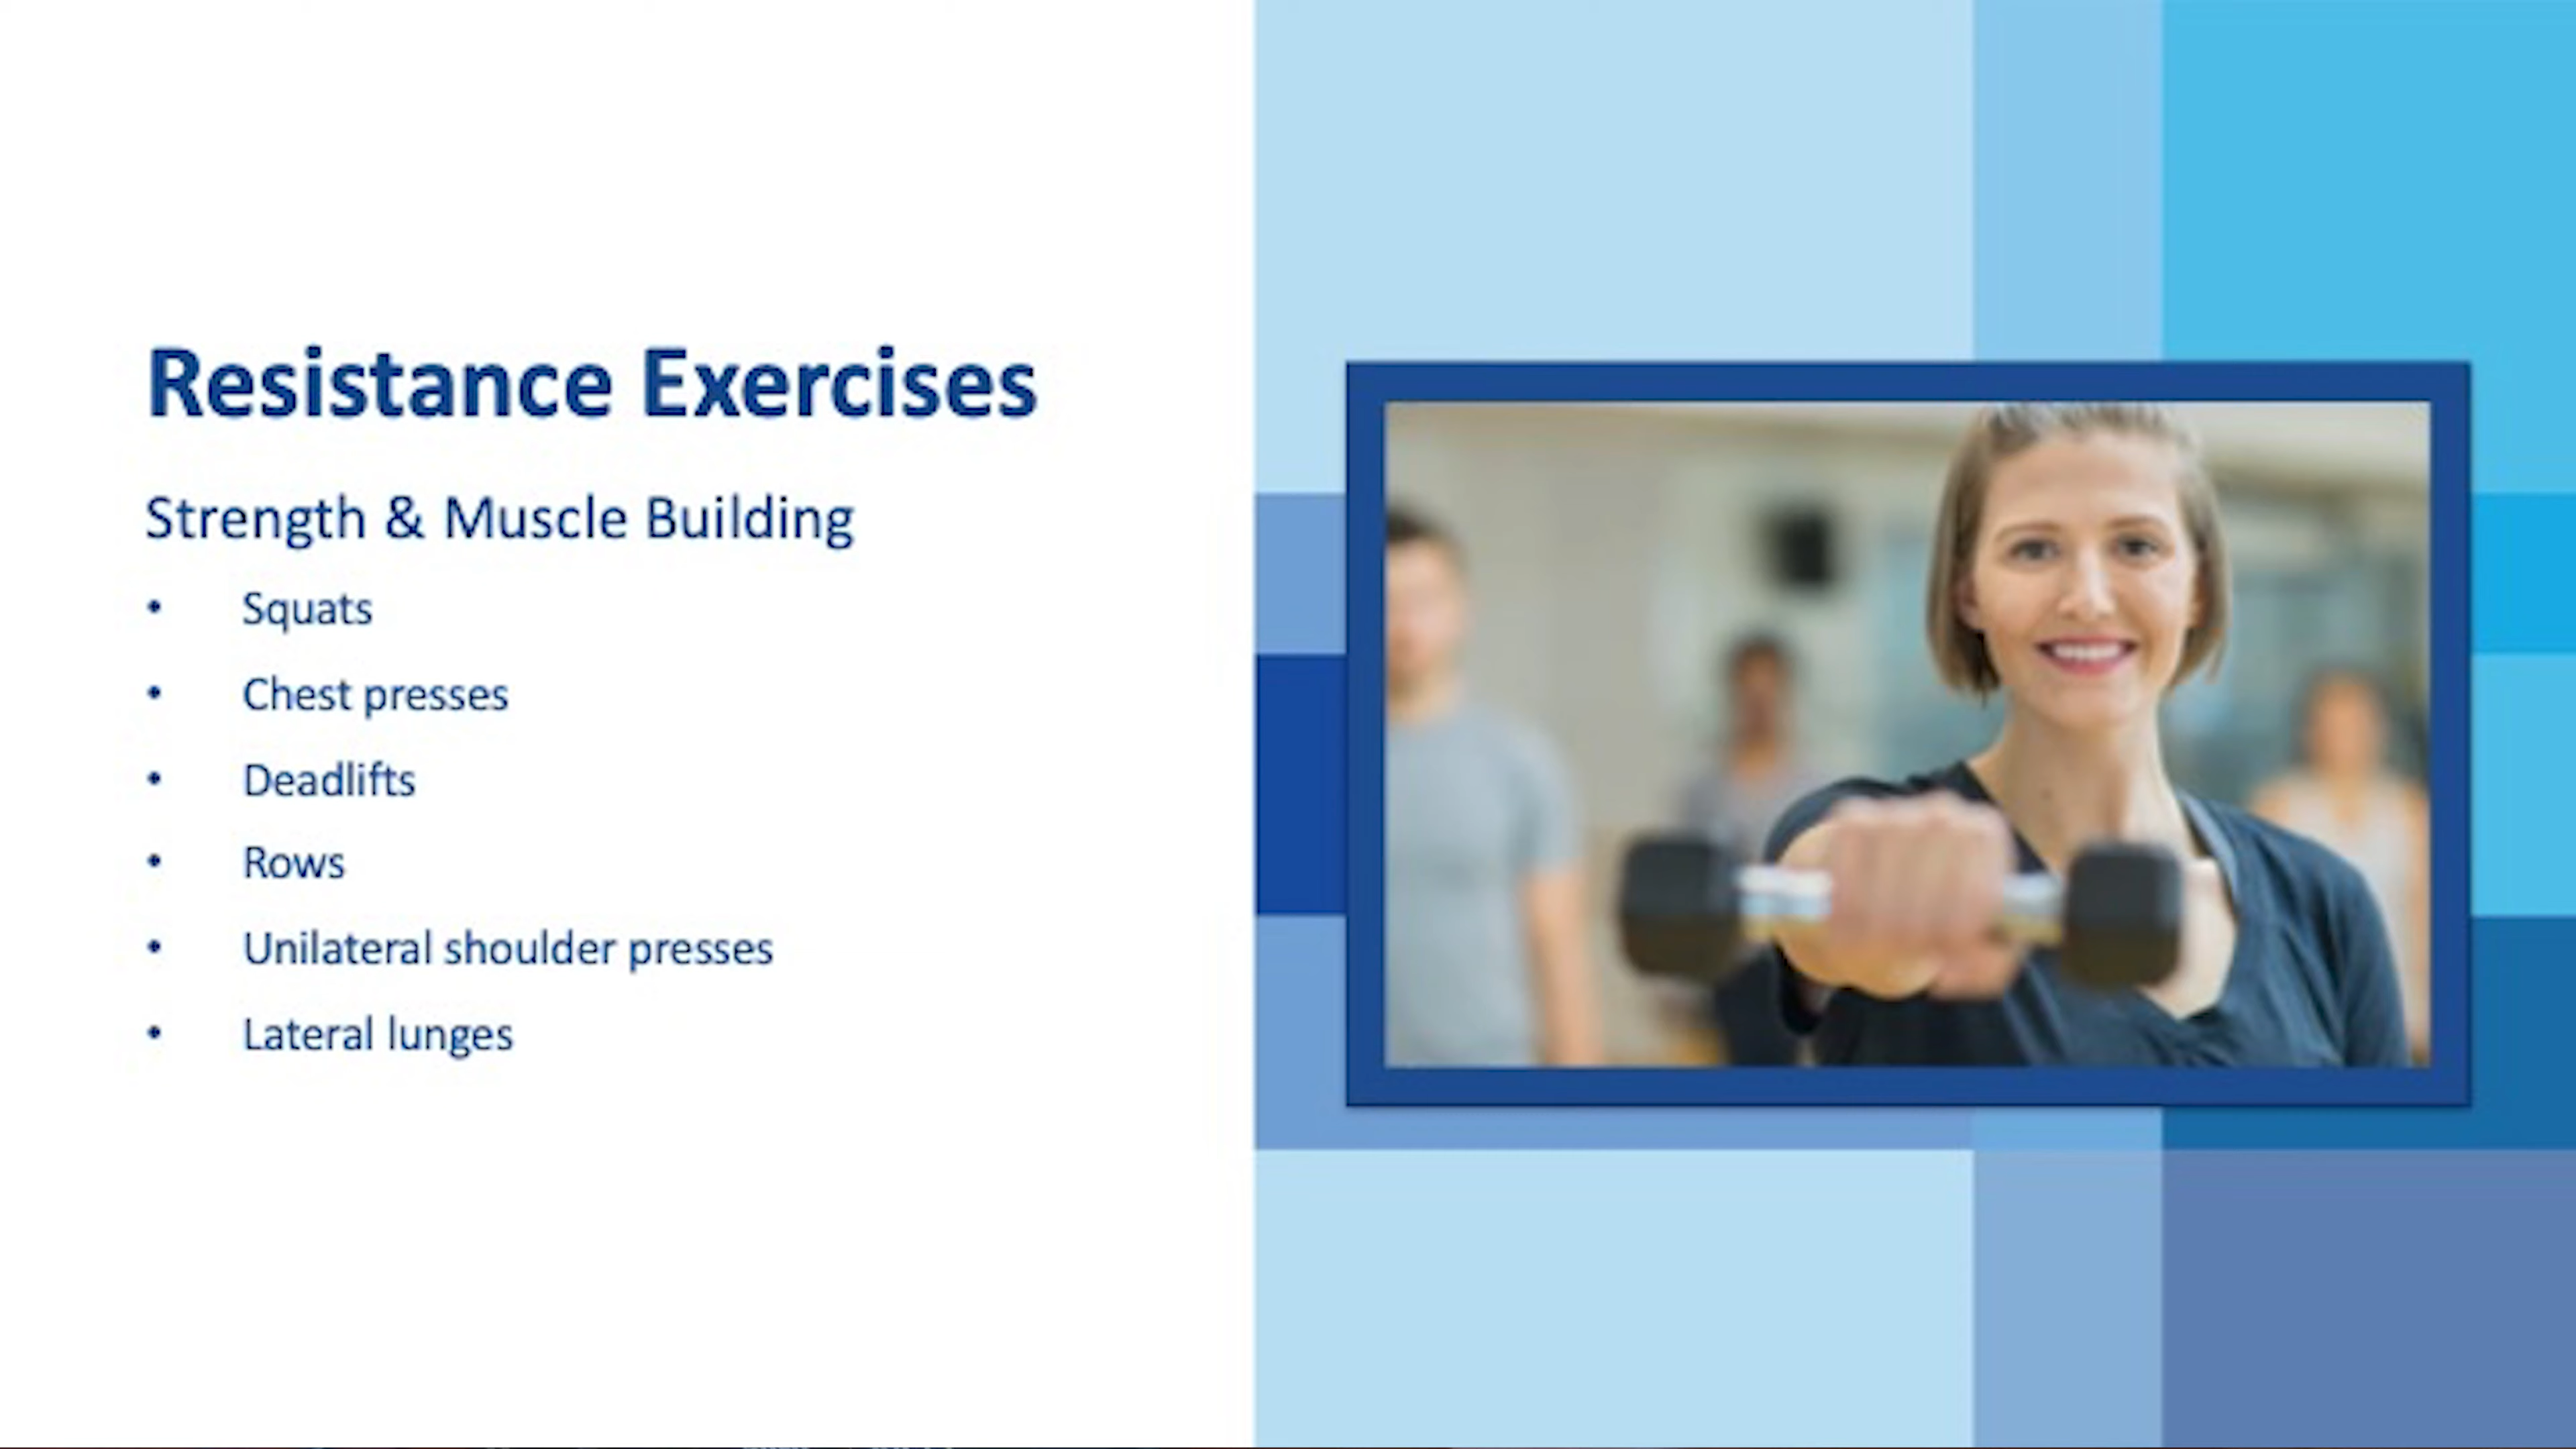 Resistance Exercises
Strength & Muscle Building
• Squats
• Chest presses
• Deadlifts
• Rows
• Unilateral shoulder presses
• Lateral lunges